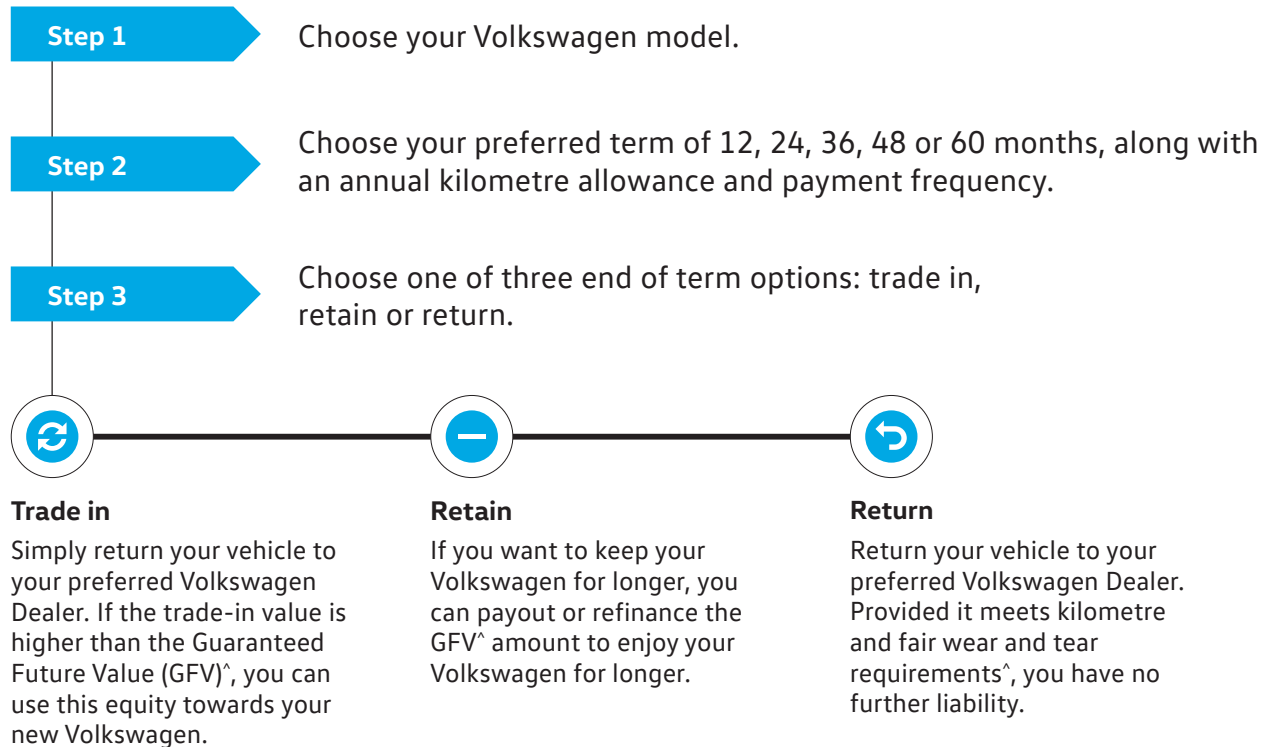 Step 1
Choose your Volkswagen model.
Step 2
Choose your preferred term of 12, 24, 36, 48 or 60 months, along with
an annual kilometre allowance and payment frequency.
Step 3
Choose one of three end of term options: trade in,
retain or return.
Trade in
Simply return your vehicle to
your preferred Volkswagen
Dealer. If the trade-in value is
higher than the Guaranteed
Future Value (GFV)^, you can
use this equity towards your
new Volkswagen.
Retain
If you want to keep your
Volkswagen for longer, you
can payout or refinance the
GFV^ amount to enjoy your
Volkswagen for longer.
Return
Return your vehicle to your
preferred Volkswagen Dealer.
Provided it meets kilometre
and fair wear and tear
requirements^, you have no
further liability.